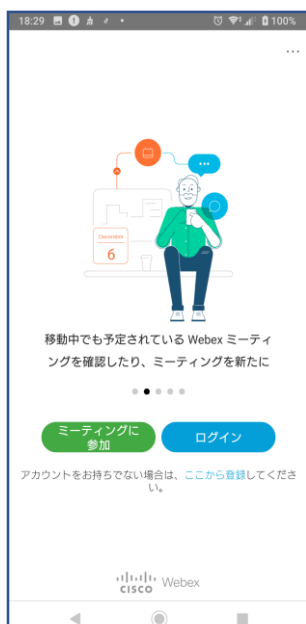 18:29
100%
December
6
移動中でも予定されている Webex ミーティ
ングを確認したり、ミーティングを新たに
ミーティングに
参加
ログイン
アカウントをお持ちでない場合は、ここから登録してくださ
い。
CISCO Webex